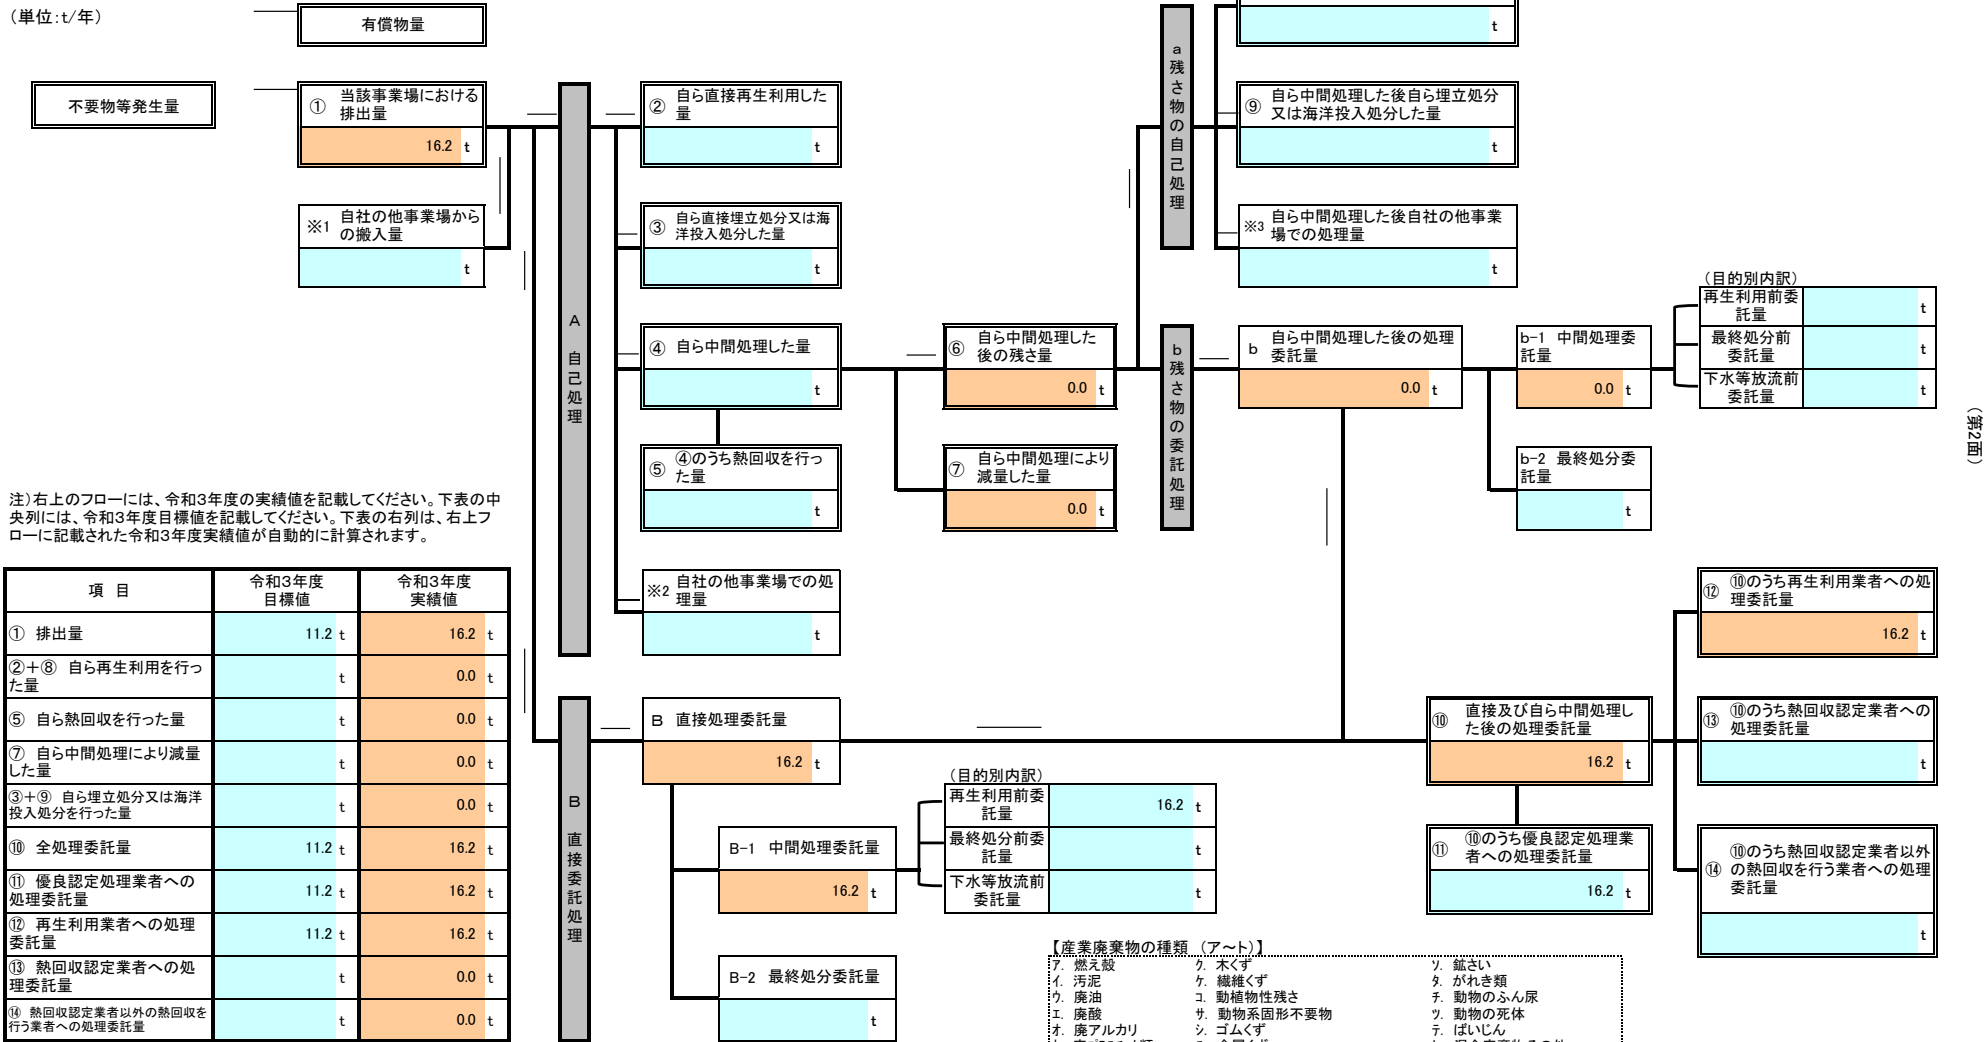 （単位：t/年）
有償物量
t
不要物等発生量
① 当該事業場における
排出量
16.2 t
※1 自社の他事業場から
の搬入量
t
A 自己処理
② 自ら直接再生利用した
量
t
③ 自ら直接埋立処分又は海
洋投入処分した量
t
④ 自ら中間処理した量
t
⑤ ④のうち熱回収を行っ
た量
t
※2 自社の他事業場での処
理量
t
⑥ 自ら中間処理した
後の残さ量
0.0 t
⑦ 自ら中間処理により
減量した量
0.0 t
a 残さ物の自己処理
⑨ 自ら中間処理した後自ら埋立処分
又は海洋投入処分した量
t
※3 自ら中間処理した後自社の他事業
場での処理量
t
b 残さ物の委託処理
b 自ら中間処理した後の処理
委託量
0.0 t
b-1 中間処理委
託量
0.0 t
b-2 最終処分委
託量
t
（目的別内訳）
再生利用前委
託量 t
最終処分前
委託量 t
下水等放流前
委託量 t
（第2面）
注）右上のフローには、令和3年度の実績値を記載してください。下表の中
央列には、令和3年度目標値を記載してください。下表の右列は、右上フ
ローに記載された令和3年度実績値が自動的に計算されます。
項 目 令和3年度 目標値 令和3年度 実績値
① 排出量 11.2 t 16.2 t
②＋⑧ 自ら再生利用を行っ
た量 t 0.0 t
⑤ 自ら熱回収を行った量 t 0.0 t
⑦ 自ら中間処理により減量
した量 t 0.0 t
③＋⑨ 自ら埋立処分又は海洋
投入処分を行った量 t 0.0 t
⑩ 全処理委託量 11.2 t 16.2 t
⑪ 優良認定処理業者への
処理委託量 11.2 t 16.2 t
⑫ 再生利用業者への処理
委託量 11.2 t 16.2 t
⑬ 熱回収認定業者への処
理委託量 t 0.0 t
⑭ 熱回収認定業者以外の熱回収を
行う業者への処理委託量 t 0.0 t
B 直接委託処理
B 直接処理委託量
16.2 t
B-1 中間処理委託量
16.2 t
B-2 最終処分委託量
t
（目的別内訳）
再生利用前委
託量 16.2 t
最終処分前委
託量 t
下水等放流前
委託量 t
⑩ 直接及び自ら中間処理し
た後の処理委託量
16.2 t
⑪ ⑩のうち優良認定処理業
者への処理委託量
16.2 t
⑫ ⑩のうち再生利用業者への処
理委託量
16.2 t
⑬ ⑩のうち熱回収認定業者への
処理委託量
t
⑭ ⑩のうち熱回収認定業者以外
の熱回収を行う業者への処理
委託量
t
【産業廃棄物の種類 （ア～ト）】
ア. 燃え殻 ク. 木くず ソ. 鉱さい
イ. 汚泥 ケ. 繊維くず タ. がれき類
ウ. 廃油 コ. 動植物性残さ チ. 動物のふん尿
エ. 廃酸 サ. 動物系固形不要物 ツ. 動物の死体
オ. 廃アルカリ シ. ゴムくず テ. ばいじん